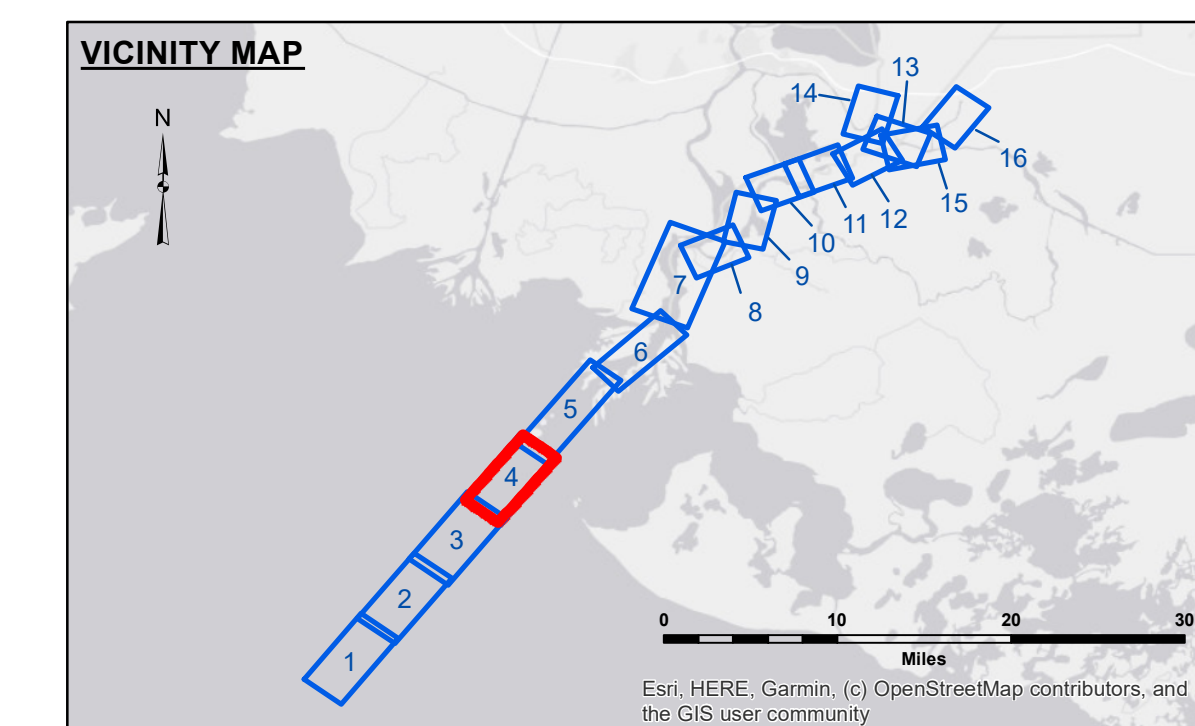 VICINITY MAP
N
13
14
16
15
12
11
10
9
8
7
6
5
4
3
2
1
0 10 20 30
Miles
Esri, HERE, Garmin, (c) OpenStreetMap contributors, and
the GIS user community